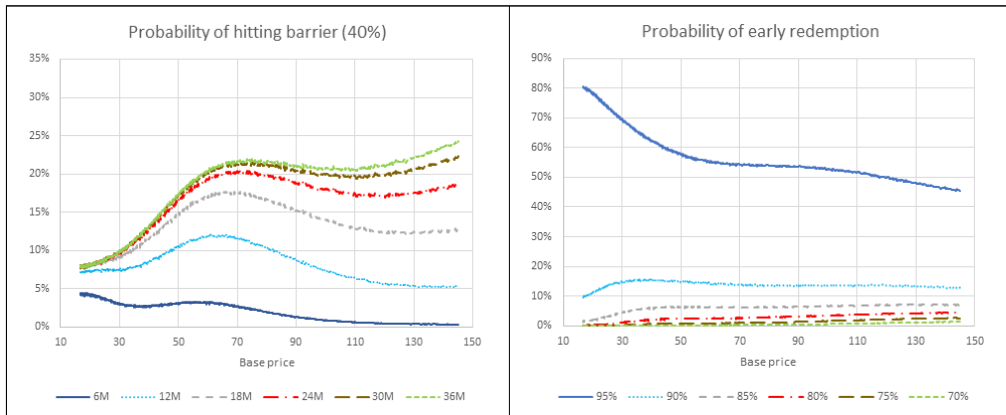 Probability of hitting barrier (40%)
35%
30%
25%
20%
15%
10%
5%
0%
10 30 50 70 90 110 130 150
Base price
6M 12M 18M 24M 30M 36M
Probability of early redemption
90%
80%
70%
60%
50%
40%
30%
20%
10%
0%
10 30 50 70 90 110 130 150
Base price
95% 90% 85% 80% 75% 70%